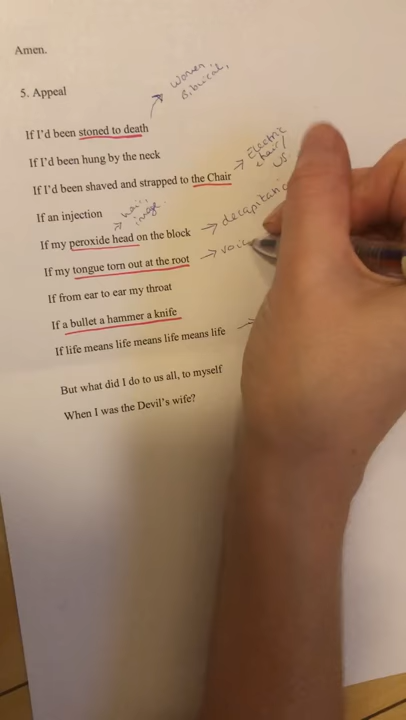 Amen.
Women,
Biblical,
5. Appeal
If I'd been stoned to death
If I'd been hung by the neck
Electric
chair /
US
If I'd been shaved and strapped to the Chair
If an injection
hair,
image.
If my peroxide head on the block
decapitatio
If my tongue torn out at the root
voic
If from ear to ear my throat
If a bullet a hammer a knife
If life means life means life means life
But what did I do to us all, to myself
When I was the Devil's wife?